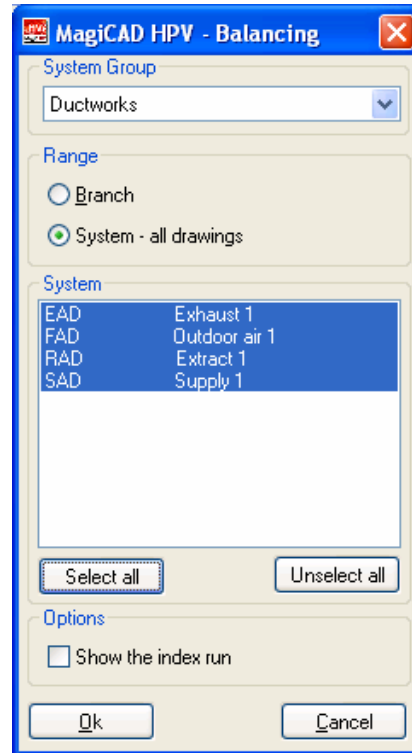 MagiCAD HPV - Balancing
System Group
Ductworks
Range
Branch
System - all drawings
System
EAD Exhaust 1
FAD Outdoor air 1
RAD Extract 1
SAD Supply 1
Select all Unselect all
Options
Show the index run
Ok Cancel